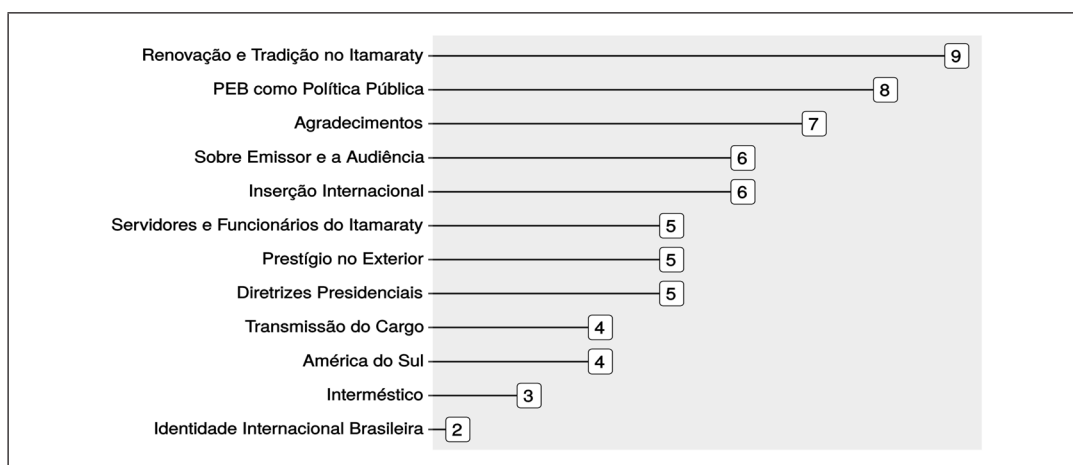 Renovação e Tradição no Itamaraty 9
PEB como Política Pública 8
Agradecimentos 7
Sobre Emissor e a Audiência 6
Inserção Internacional 6
Servidores e Funcionários do Itamaraty 5
Prestígio no Exterior 5
Diretrizes Presidenciais 5
Transmissão do Cargo 4
América do Sul 4
Interméstico 3
Identidade Internacional Brasileira 2